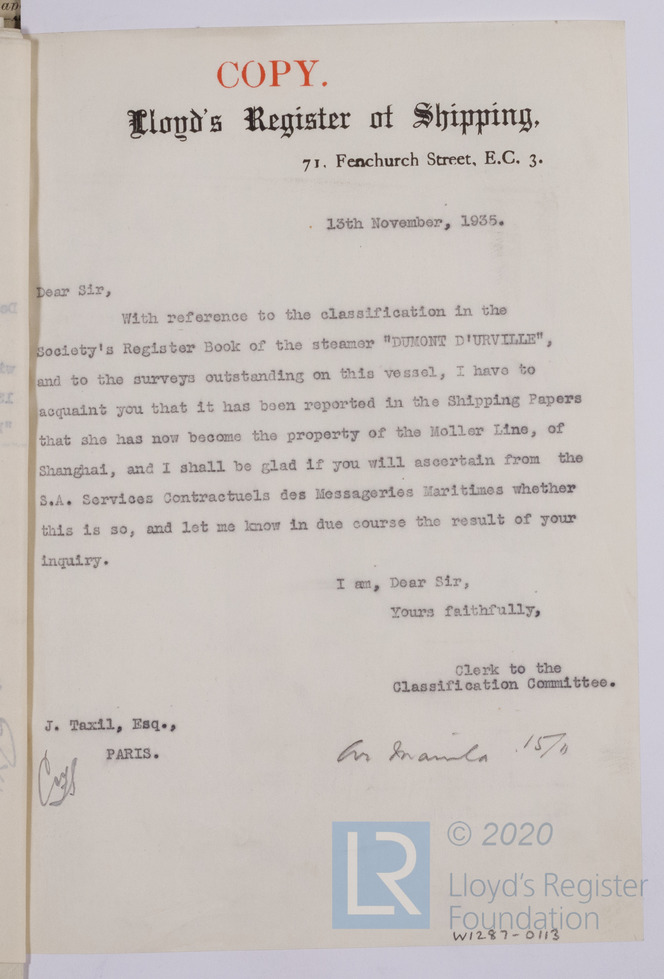 COPY.
Lloyd's Register of Shipping,
71, Fenchurch Street, E.C. 3.
13th November, 1935.
Dear Sir,
With reference to the classification in the
Society's Register Book of the steamer "DUMONT D'URVILLE",
and to the surveys outstanding on this vessel, I have to
acquaint you that it has been reported in the Shipping Papers
that she has now become the property of the Moller Line, of
Shanghai, and I shall be glad if you will ascertain from the
S.A. Services Contractuels des Messageries Maritimes whether
this is so, and let me know in due course the result of your
inquiry.
I am, Dear Sir,
Yours faithfully,
Clerk to the
Classification Committee.
J. Taxil, Esq.,
PARIS.
Manila 15/11
LR
© 2020
Lloyd's Register
Foundation
W1287-0113